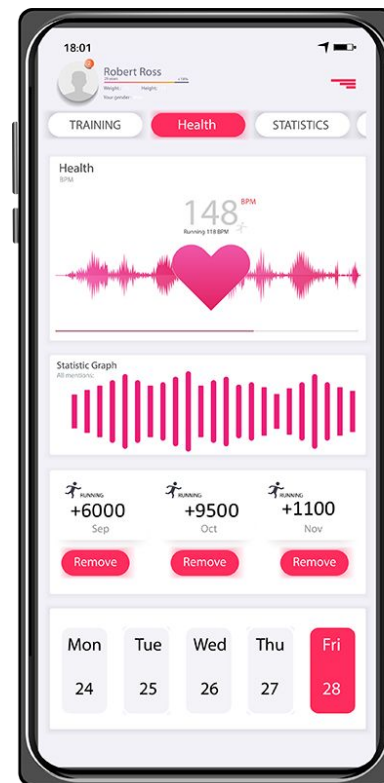 18:01
Robert Ross
Weight: Height:
Your gender:
TRAINING Health STATISTICS
Health
BPM
148 BPM
Running 118 BPM
Statistic Graph
All mentions:
RUNNING RUNNING RUNNING
+6000 +9500 +1100
Sep Oct Nov
Remove Remove Remove
Mon Tue Wed Thu Fri
24 25 26 27 28